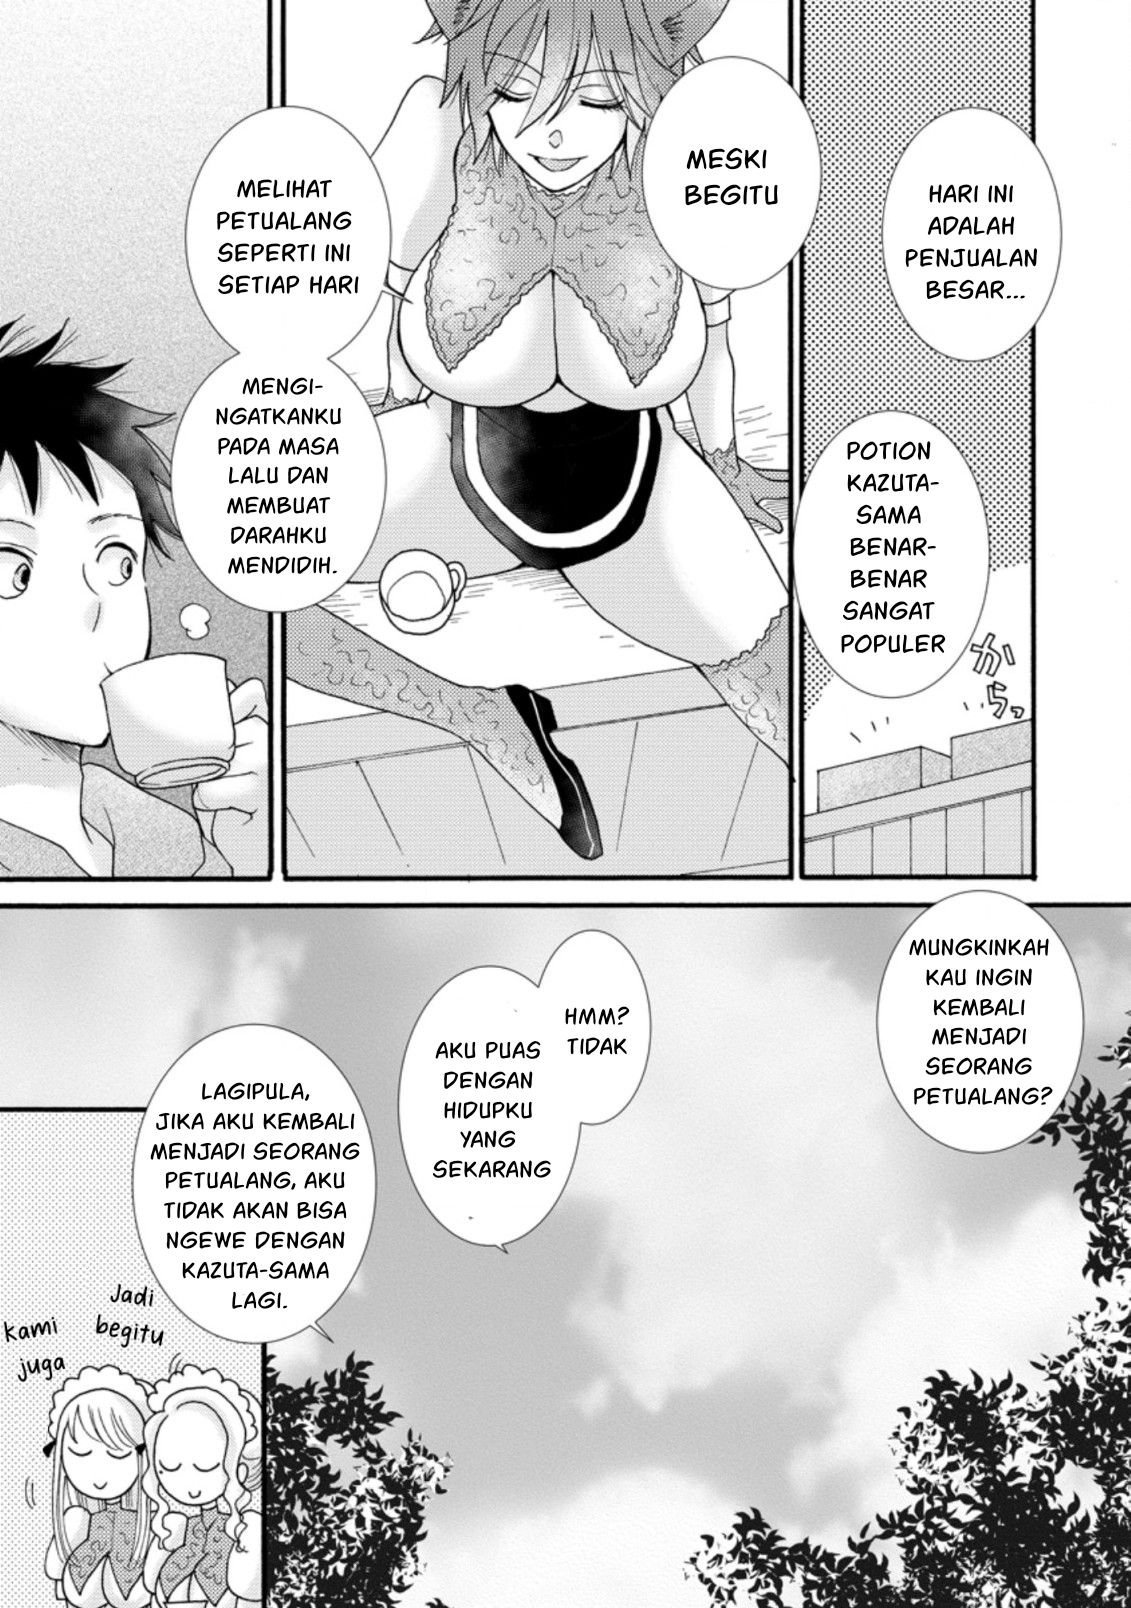 HARI INI
ADALAH
PENJUALAN
BESAR...
POTION
KAZUTA-
SAMA
BENAR-
BENAR
SANGAT
POPULER
からっ
MESKI
BEGITU
MELIHAT
PETUALANG
SEPERTI INI
SETIAP HARI
MENGI-
NGATKANKU
PADA MASA
LALU DAN
MEMBUAT
DARAHKU
MENDIDIH.
MUNGKINKAH
KAU INGIN
KEMBALI
MENJADI
SEORANG
PETUALANG?
HMM?
TIDAK
AKU PUAS
DENGAN
HIDUPKU
YANG
SEKARANG
LAGIPULA,
JIKA AKU KEMBALI
MENJADI SEORANG
PETUALANG, AKU
TIDAK AKAN BISA
NGEWE DENGAN
KAZUTA-SAMA
LAGI.
Jadi
begitu
kami
juga